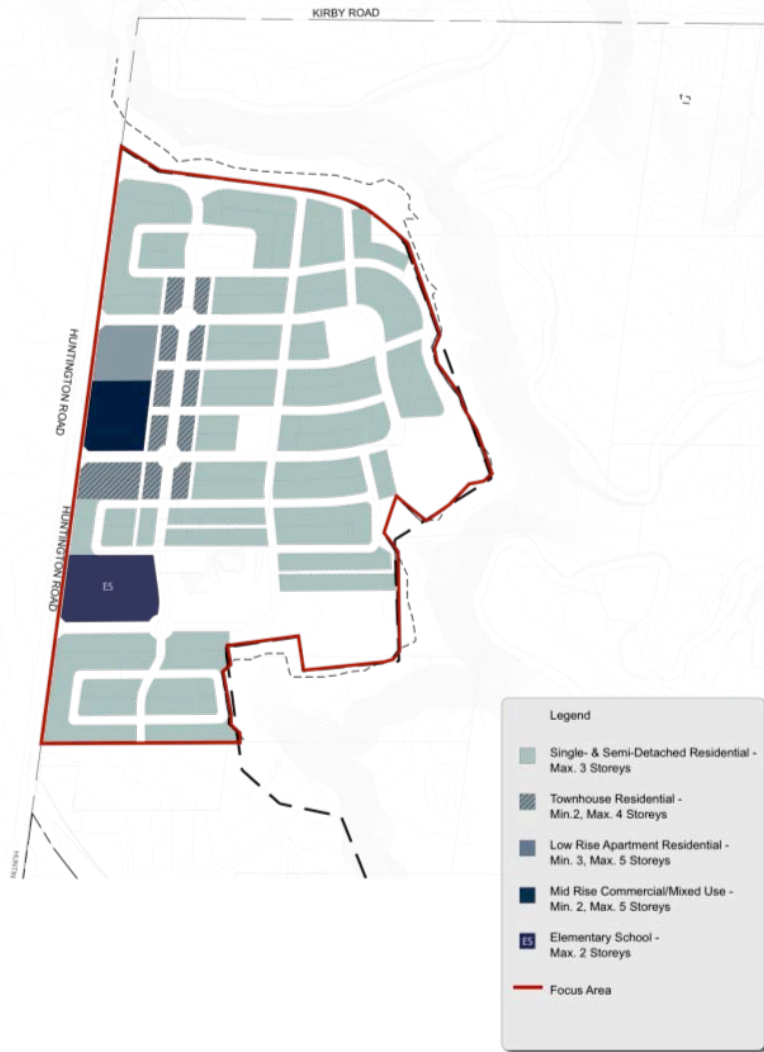 KIRBY ROAD
HUNTINGTON ROAD
HUNTINGTON ROAD
ES
HUNTIN
Legend
Single- & Semi-Detached Residential -
Max. 3 Storeys
Townhouse Residential -
Min.2, Max. 4 Storeys
Low Rise Apartment Residential -
Min. 3, Max. 5 Storeys
Mid Rise Commercial/Mixed Use -
Min. 2, Max. 5 Storeys
ES
Elementary School -
Max. 2 Storeys
Focus Area